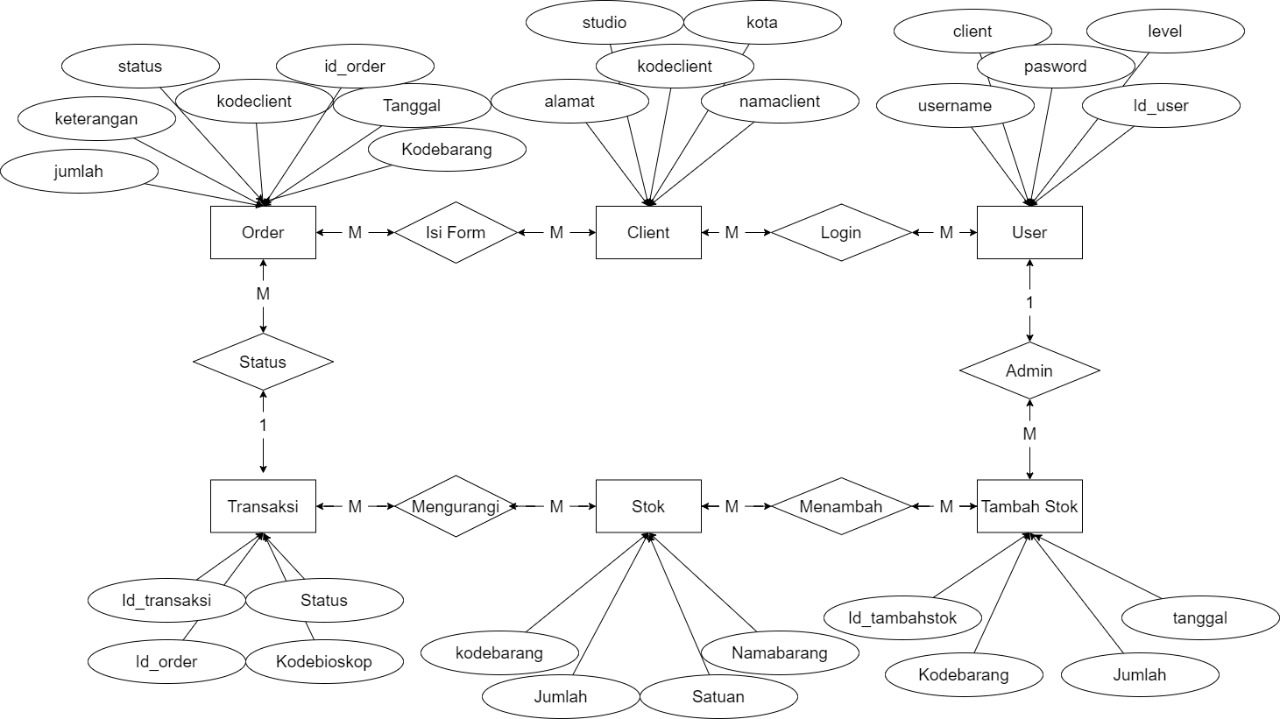 studio
kota
client
level
status
id_order
kodeclient
pasword
keterangan
kodeclient
Tanggal
alamat
namaclient
username
Id_user
jumlah
Kodebarang
Order
M
Isi Form
M
Client
M
Login
M
User
M
1
Status
Admin
1
M
Transaksi
M
Mengurangi
M
Stok
M
Menambah
M
Tambah Stok
Id_transaksi
Status
Id_tambahstok
tanggal
Id_order
Kodebioskop
kodebarang
Namabarang
Kodebarang
Jumlah
Jumlah
Satuan